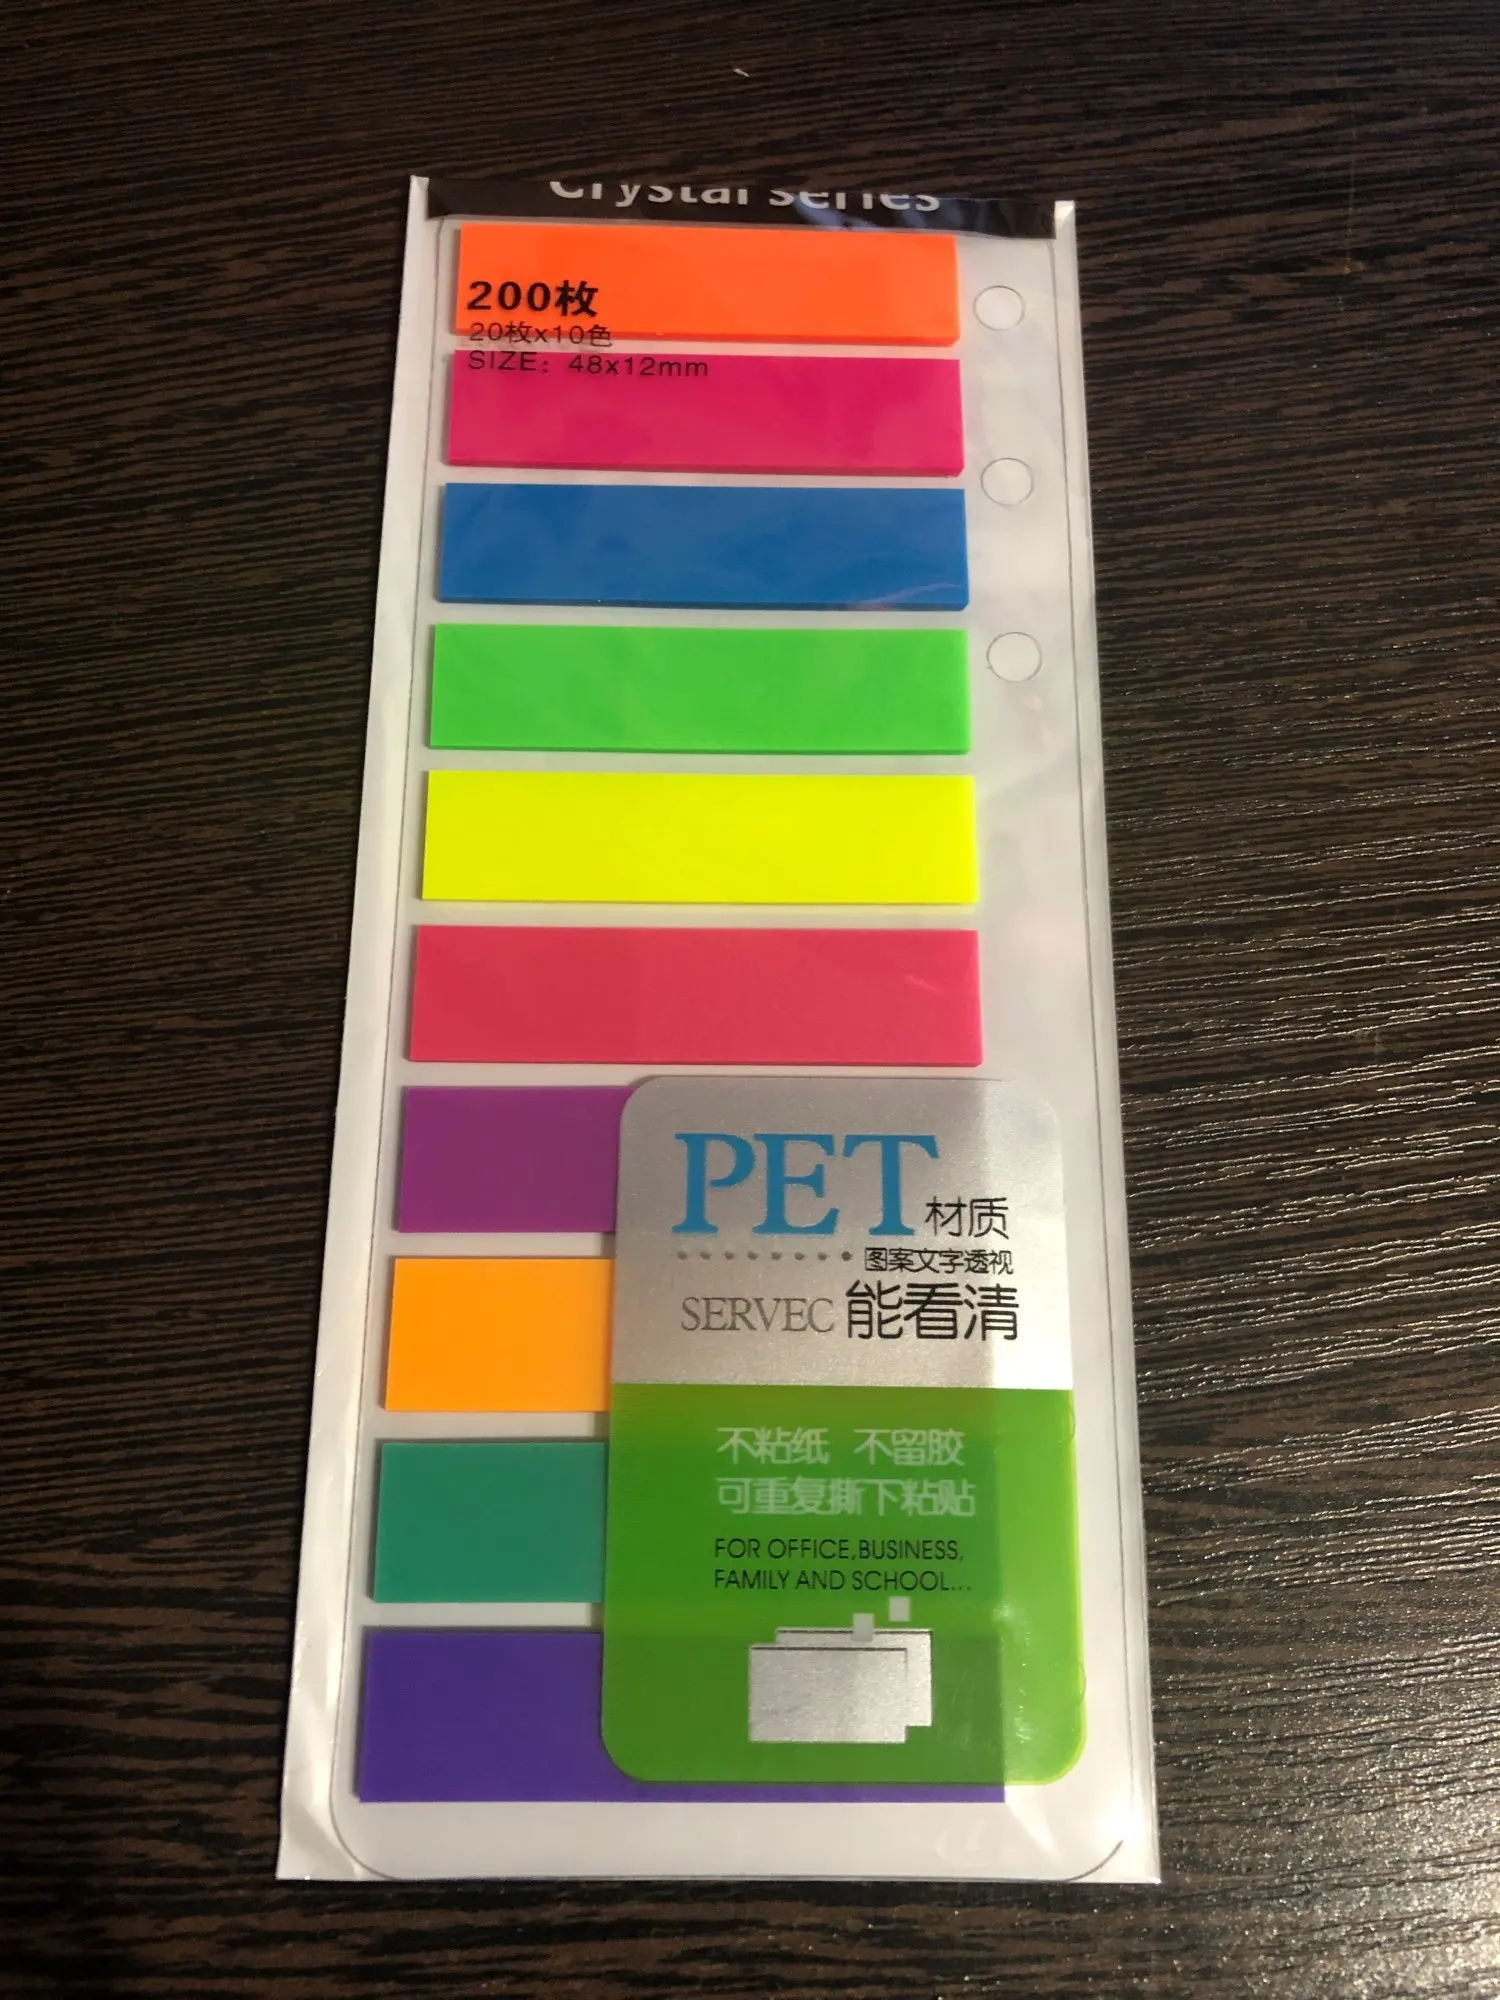 Crystal series
200枚
20枚x10色
SIZE: 48x12mm
PET材质
图案文字透视
SERVEC 能看清
不粘纸 不留胶
可重复撕下粘贴
FOR OFFICE,BUSINESS,
FAMILY AND SCHOOL...